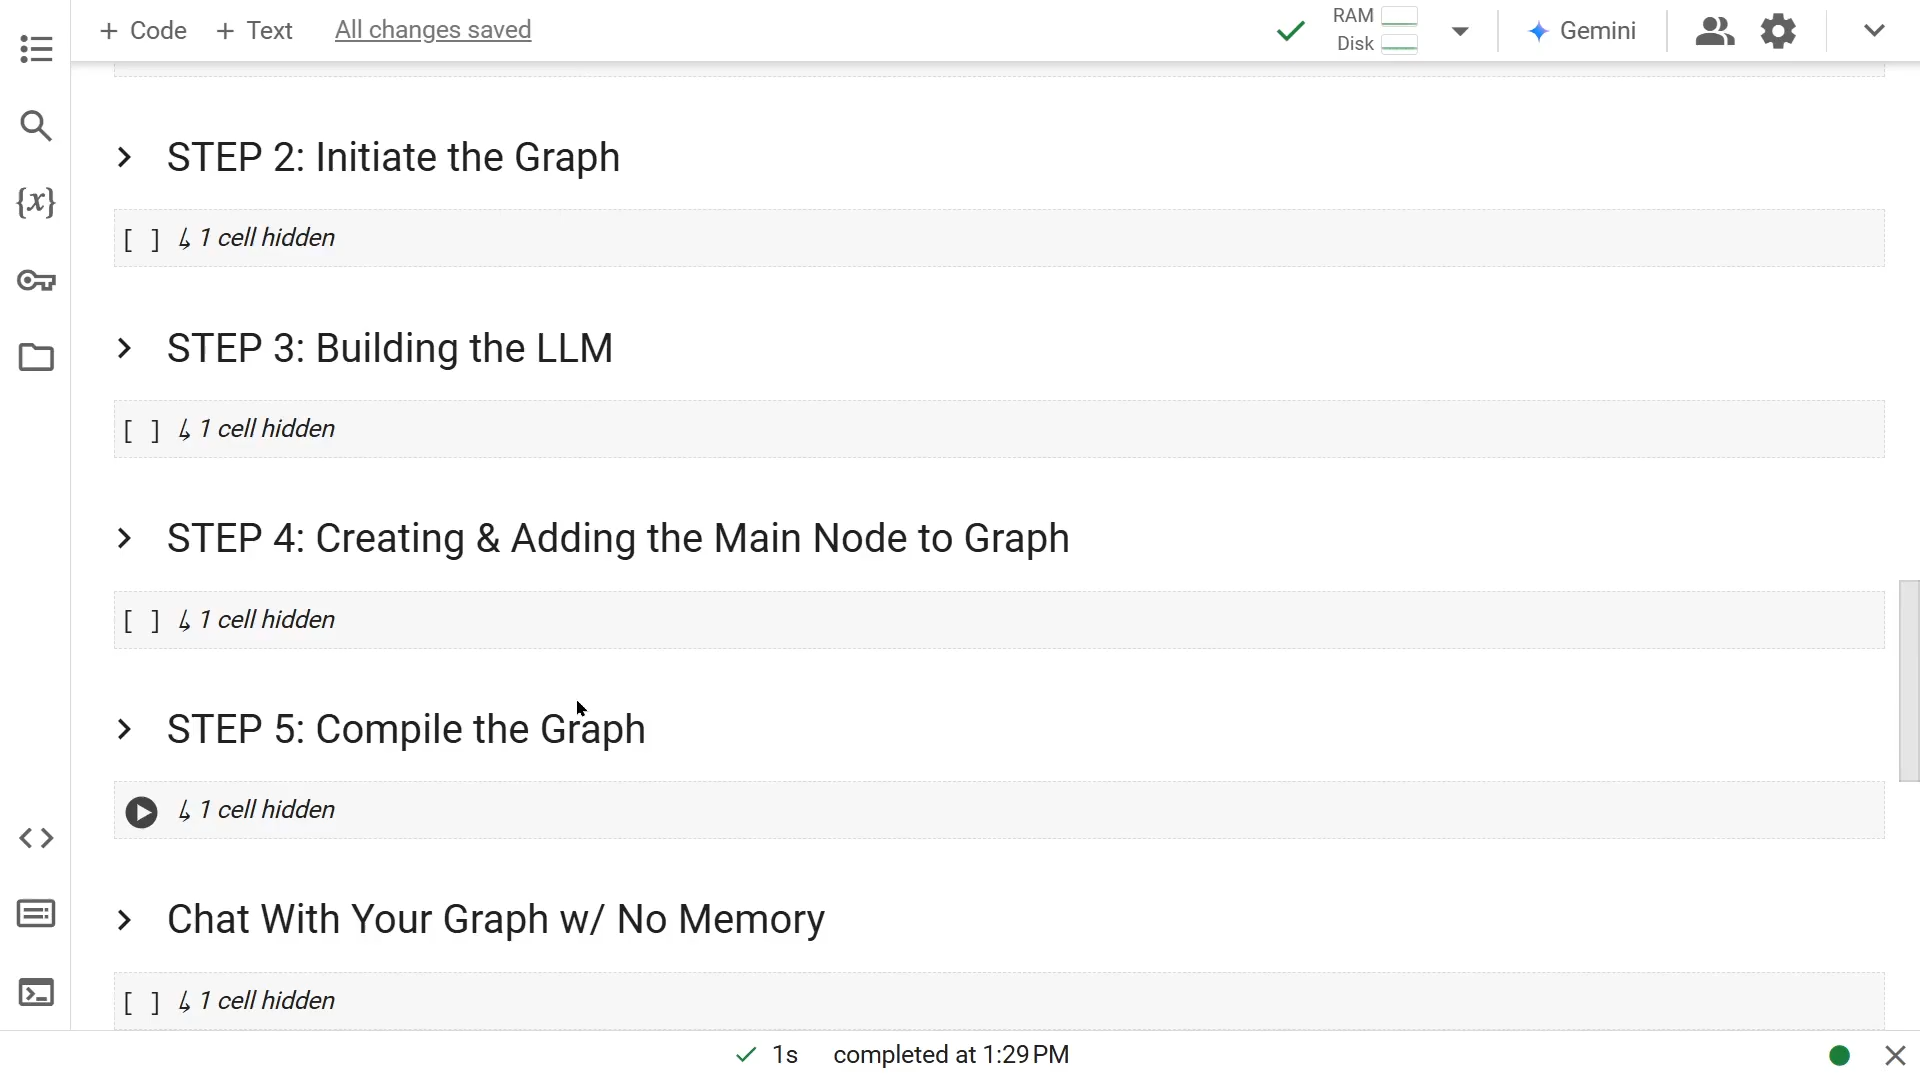 + Code + Text All changes saved RAM Disk Gemini
{x}
STEP 2: Initiate the Graph
[ ] ↳ 1 cell hidden
STEP 3: Building the LLM
[ ] ↳ 1 cell hidden
STEP 4: Creating & Adding the Main Node to Graph
[ ] ↳ 1 cell hidden
STEP 5: Compile the Graph
↳ 1 cell hidden
Chat With Your Graph w/ No Memory
[ ] ↳ 1 cell hidden
1s completed at 1:29 PM